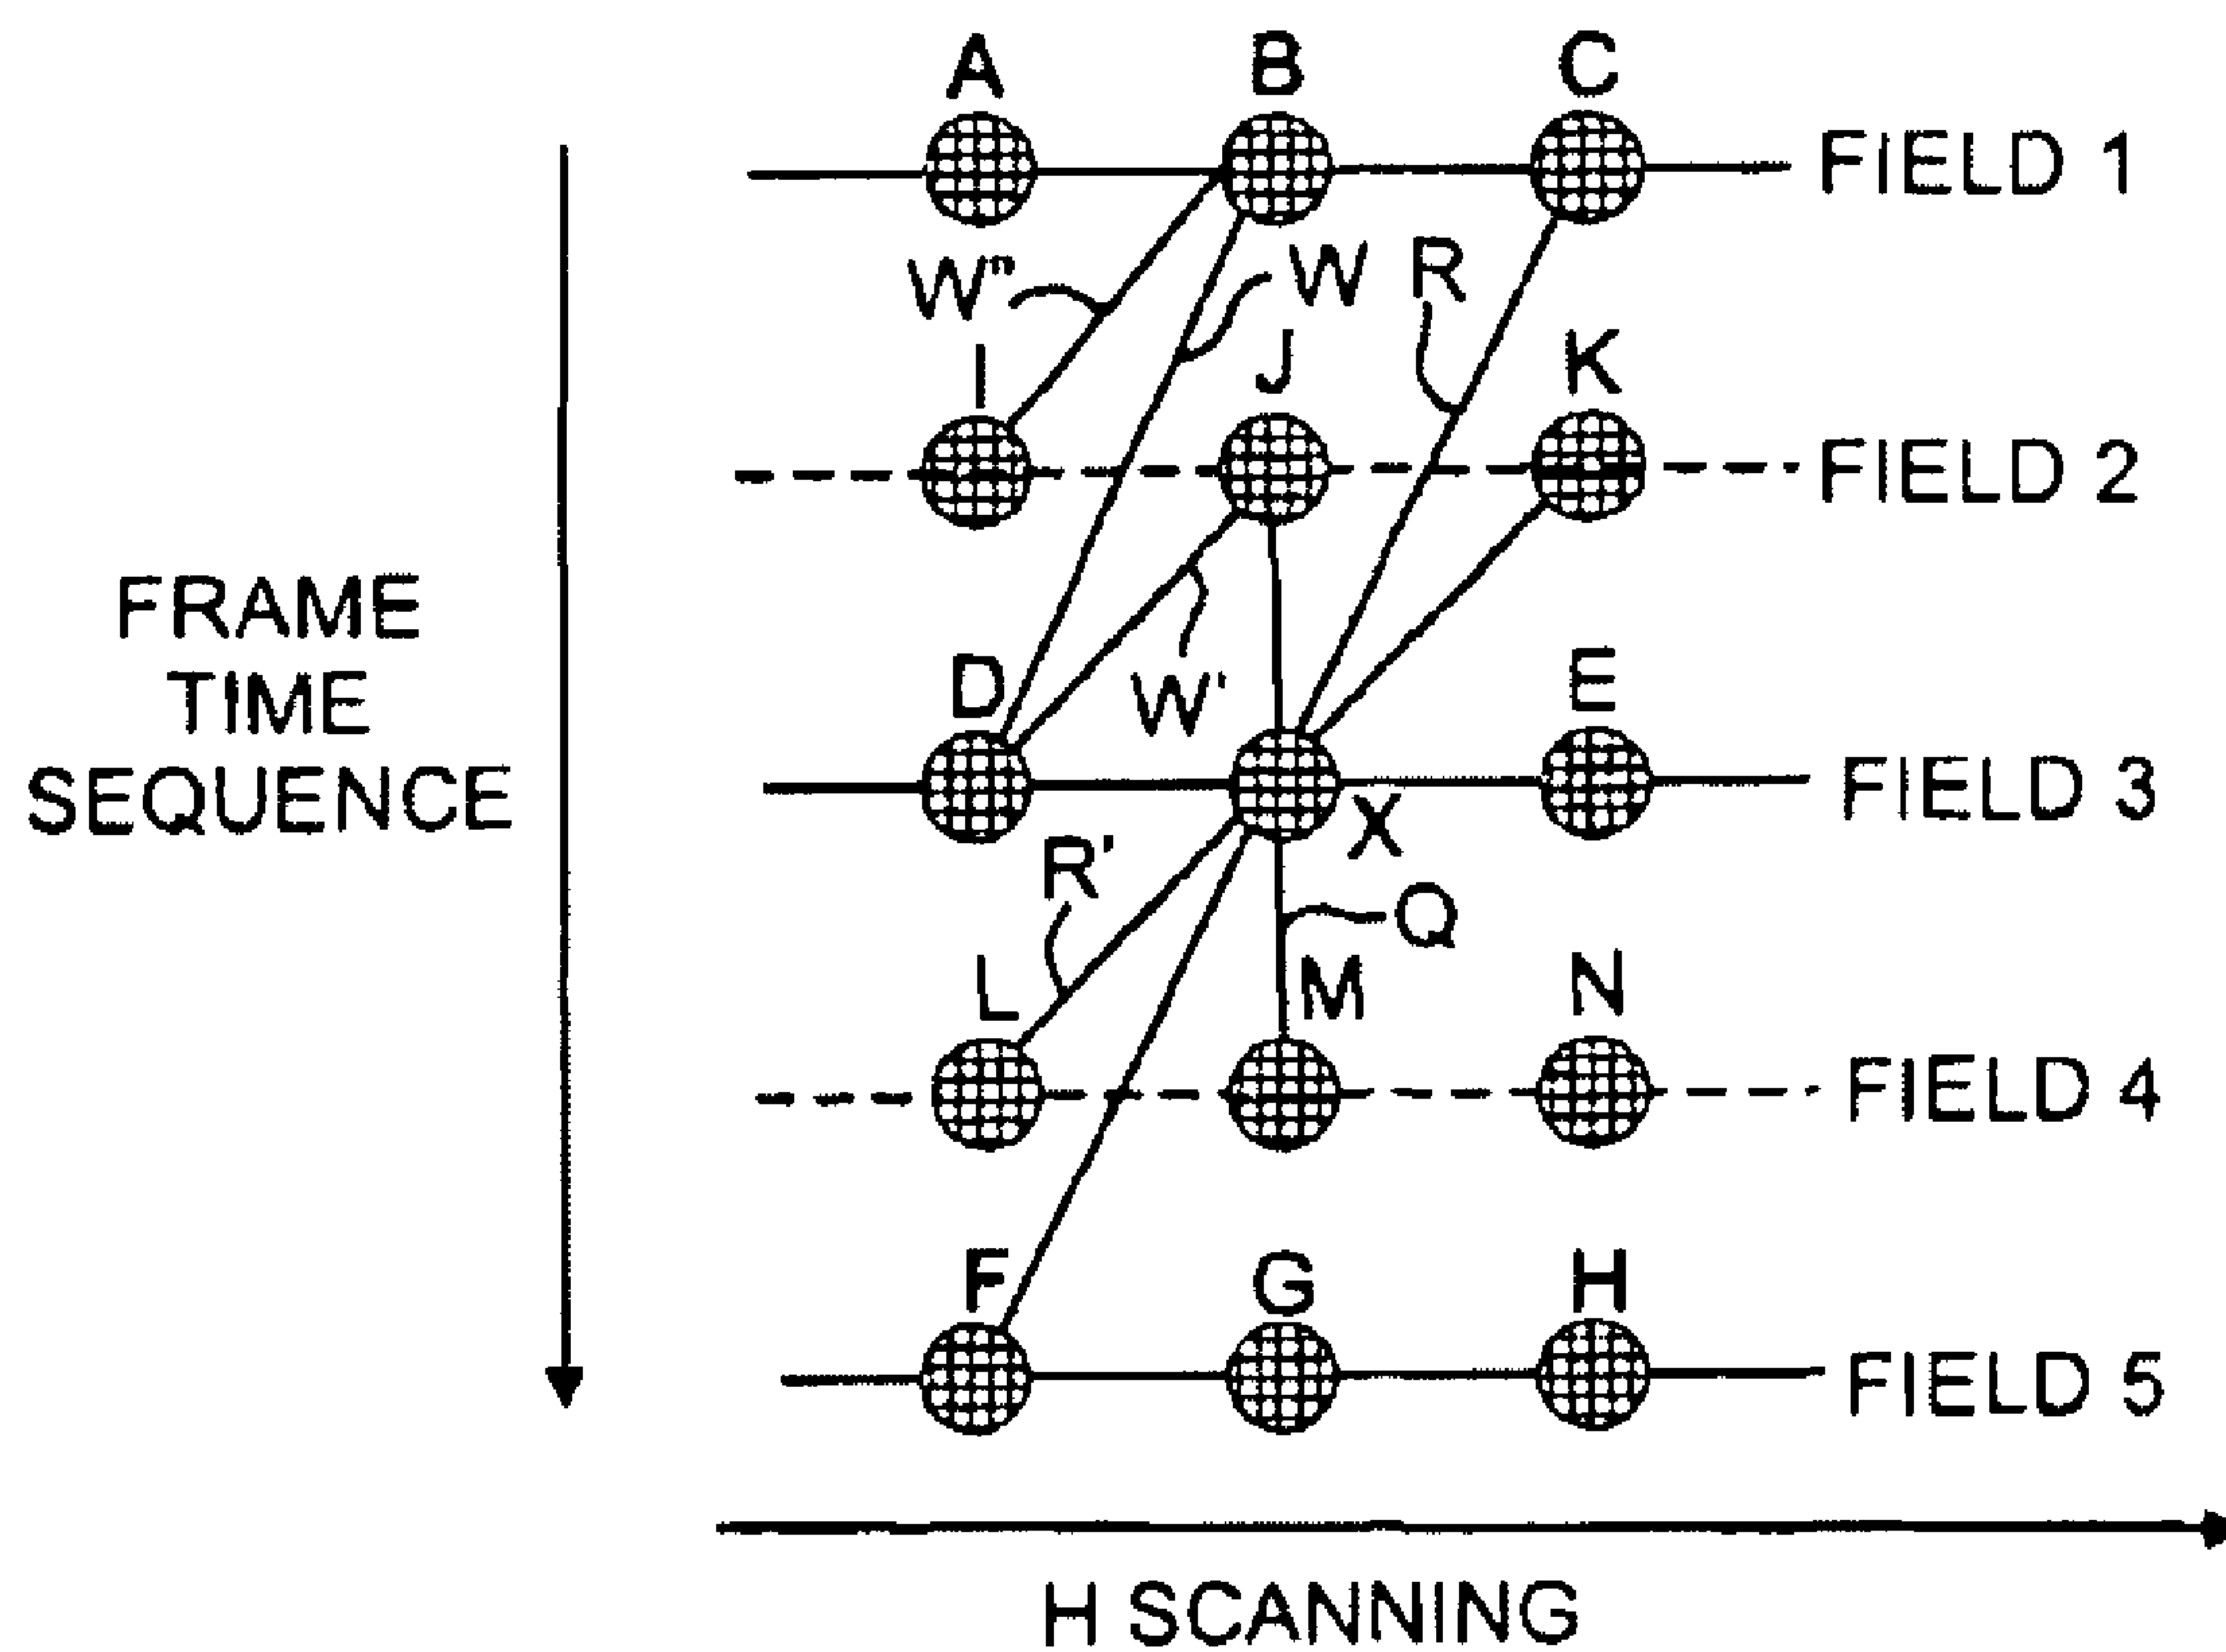 A B C
FIELD 1
W" W R
I J K
FIELD 2
FRAME
TIME
SEQUENCE
D W' E
X
FIELD 3
R' Q
L M N
FIELD 4
F G H
FIELD 5
H SCANNING